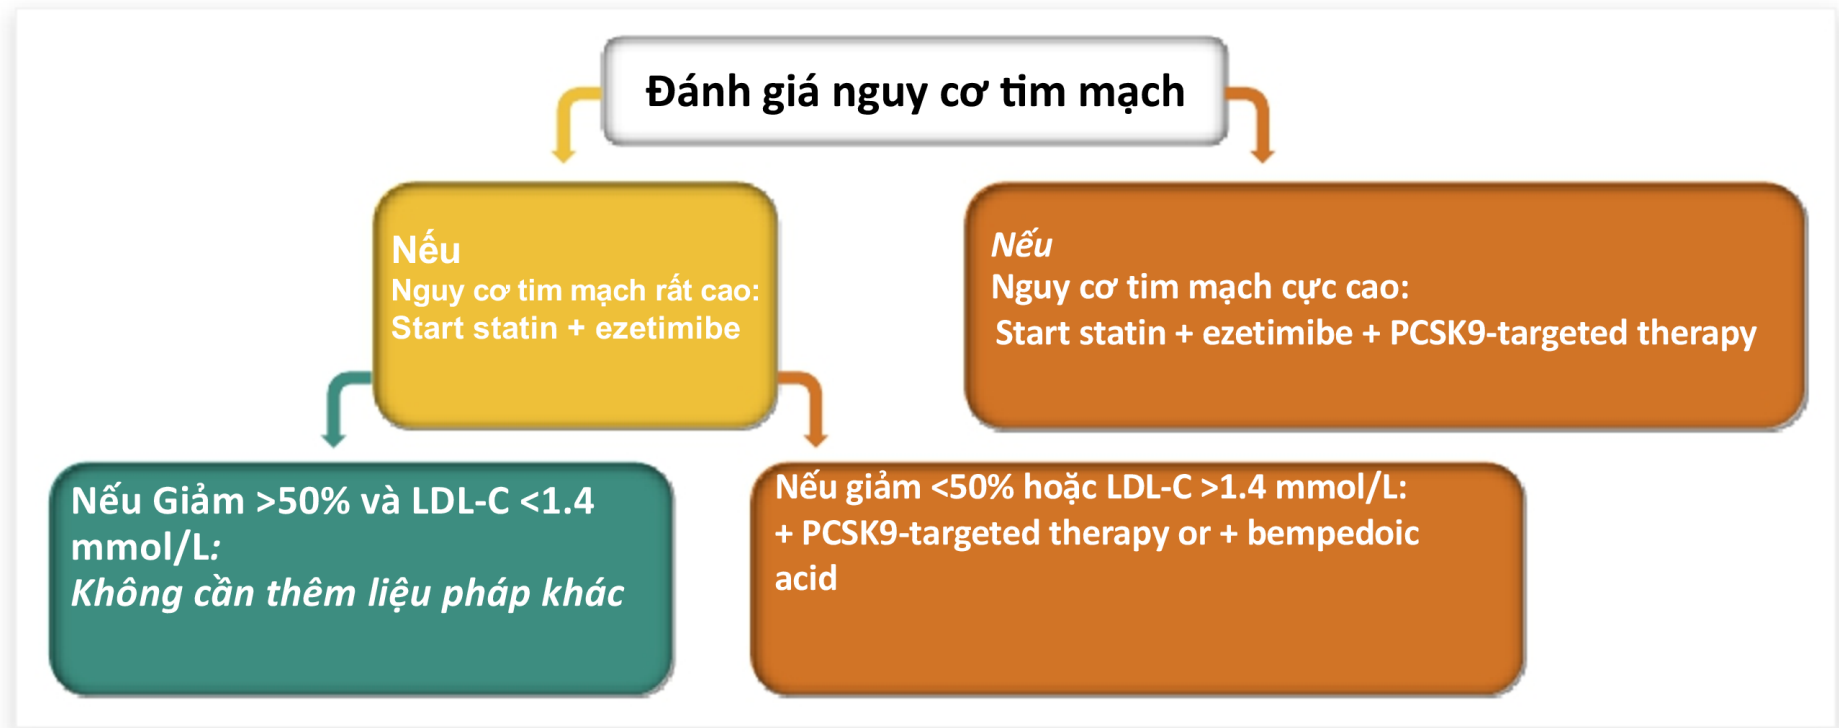 Đánh giá nguy cơ tim mạch
Nếu
Nguy cơ tim mạch rất cao:
Start statin + ezetimibe
Nếu
Nguy cơ tim mạch cực cao:
Start statin + ezetimibe + PCSK9-targeted therapy
Nếu Giảm >50% và LDL-C <1.4
mmol/L:
Không cần thêm liệu pháp khác
Nếu giảm <50% hoặc LDL-C >1.4 mmol/L:
+ PCSK9-targeted therapy or + bempedoic
acid